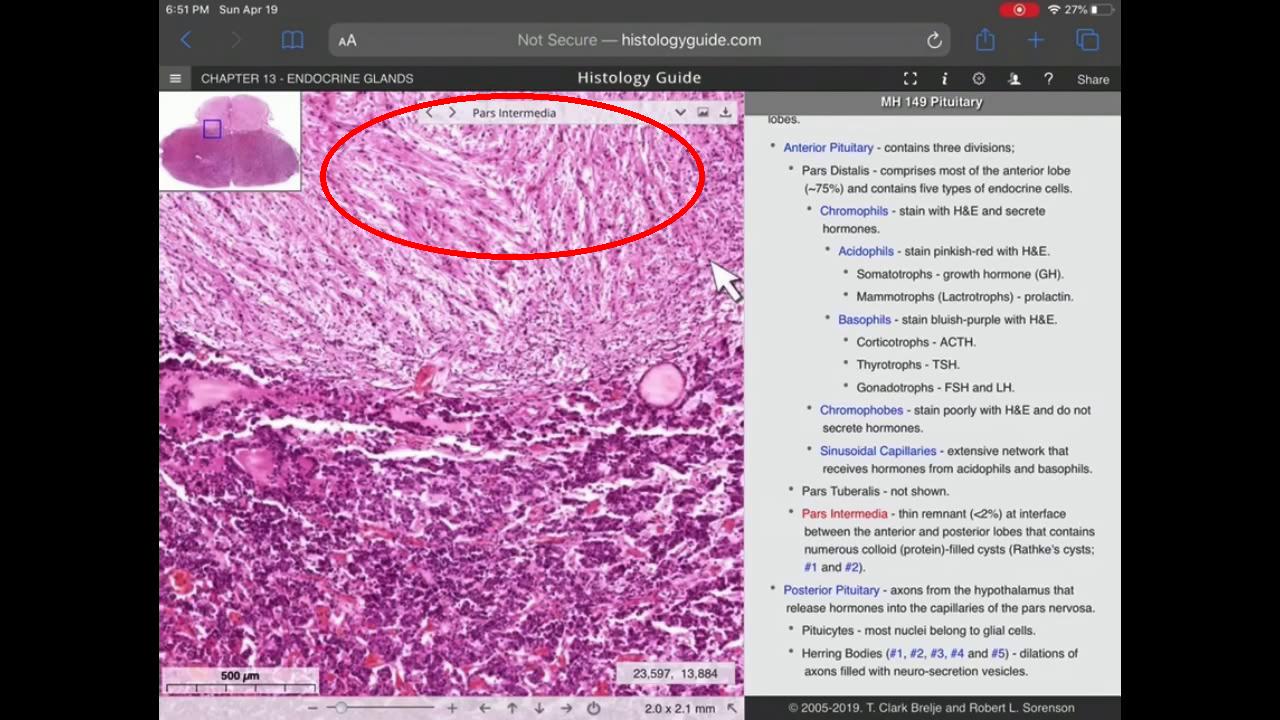 6:51 PM Sun Apr 19
27%
AA
Not Secure — histologyguide.com
CHAPTER 13 - ENDOCRINE GLANDS
Histology Guide
i
?
Share
Pars Intermedia
MH 149 Pituitary
lobes.
• Anterior Pituitary - contains three divisions;
• Pars Distalis - comprises most of the anterior lobe
(~75%) and contains five types of endocrine cells.
• Chromophils - stain with H&E and secrete
hormones.
• Acidophils - stain pinkish-red with H&E.
• Somatotrophs - growth hormone (GH).
• Mammotrophs (Lactrotrophs) - prolactin.
• Basophils - stain bluish-purple with H&E.
• Corticotrophs - ACTH.
• Thyrotrophs - TSH.
• Gonadotrophs - FSH and LH.
• Chromophobes - stain poorly with H&E and do not
secrete hormones.
• Sinusoidal Capillaries - extensive network that
receives hormones from acidophils and basophils.
• Pars Tuberalis - not shown.
• Pars Intermedia - thin remnant (<2%) at interface
between the anterior and posterior lobes that contains
numerous colloid (protein)-filled cysts (Rathke's cysts;
#1 and #2).
• Posterior Pituitary - axons from the hypothalamus that
release hormones into the capillaries of the pars nervosa.
• Pituicytes - most nuclei belong to glial cells.
• Herring Bodies (#1, #2, #3, #4 and #5) - dilations of
axons filled with neuro-secretion vesicles.
500 µm
23,597, 13,884
2.0 x 2.1 mm
© 2005-2019. T. Clark Brelje and Robert L. Sorenson